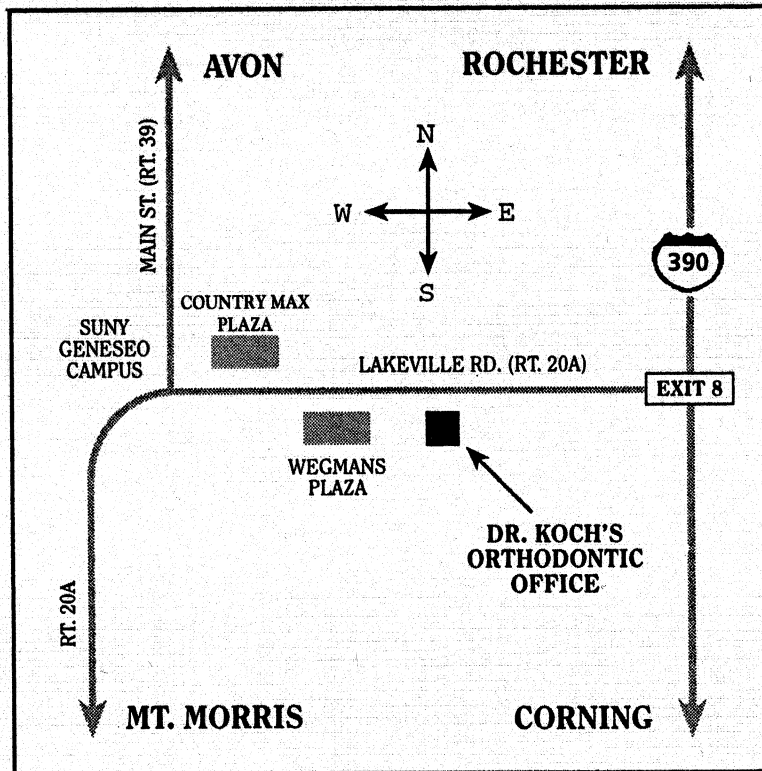 AVON
ROCHESTER
MAIN ST. (RT. 39)
N
W
E
S
390
COUNTRY MAX
PLAZA
SUNY
GENESEO
CAMPUS
LAKEVILLE RD. (RT. 20A)
EXIT 8
WEGMANS
PLAZA
DR. KOCH'S
ORTHODONTIC
OFFICE
RT. 20A
MT. MORRIS
CORNING